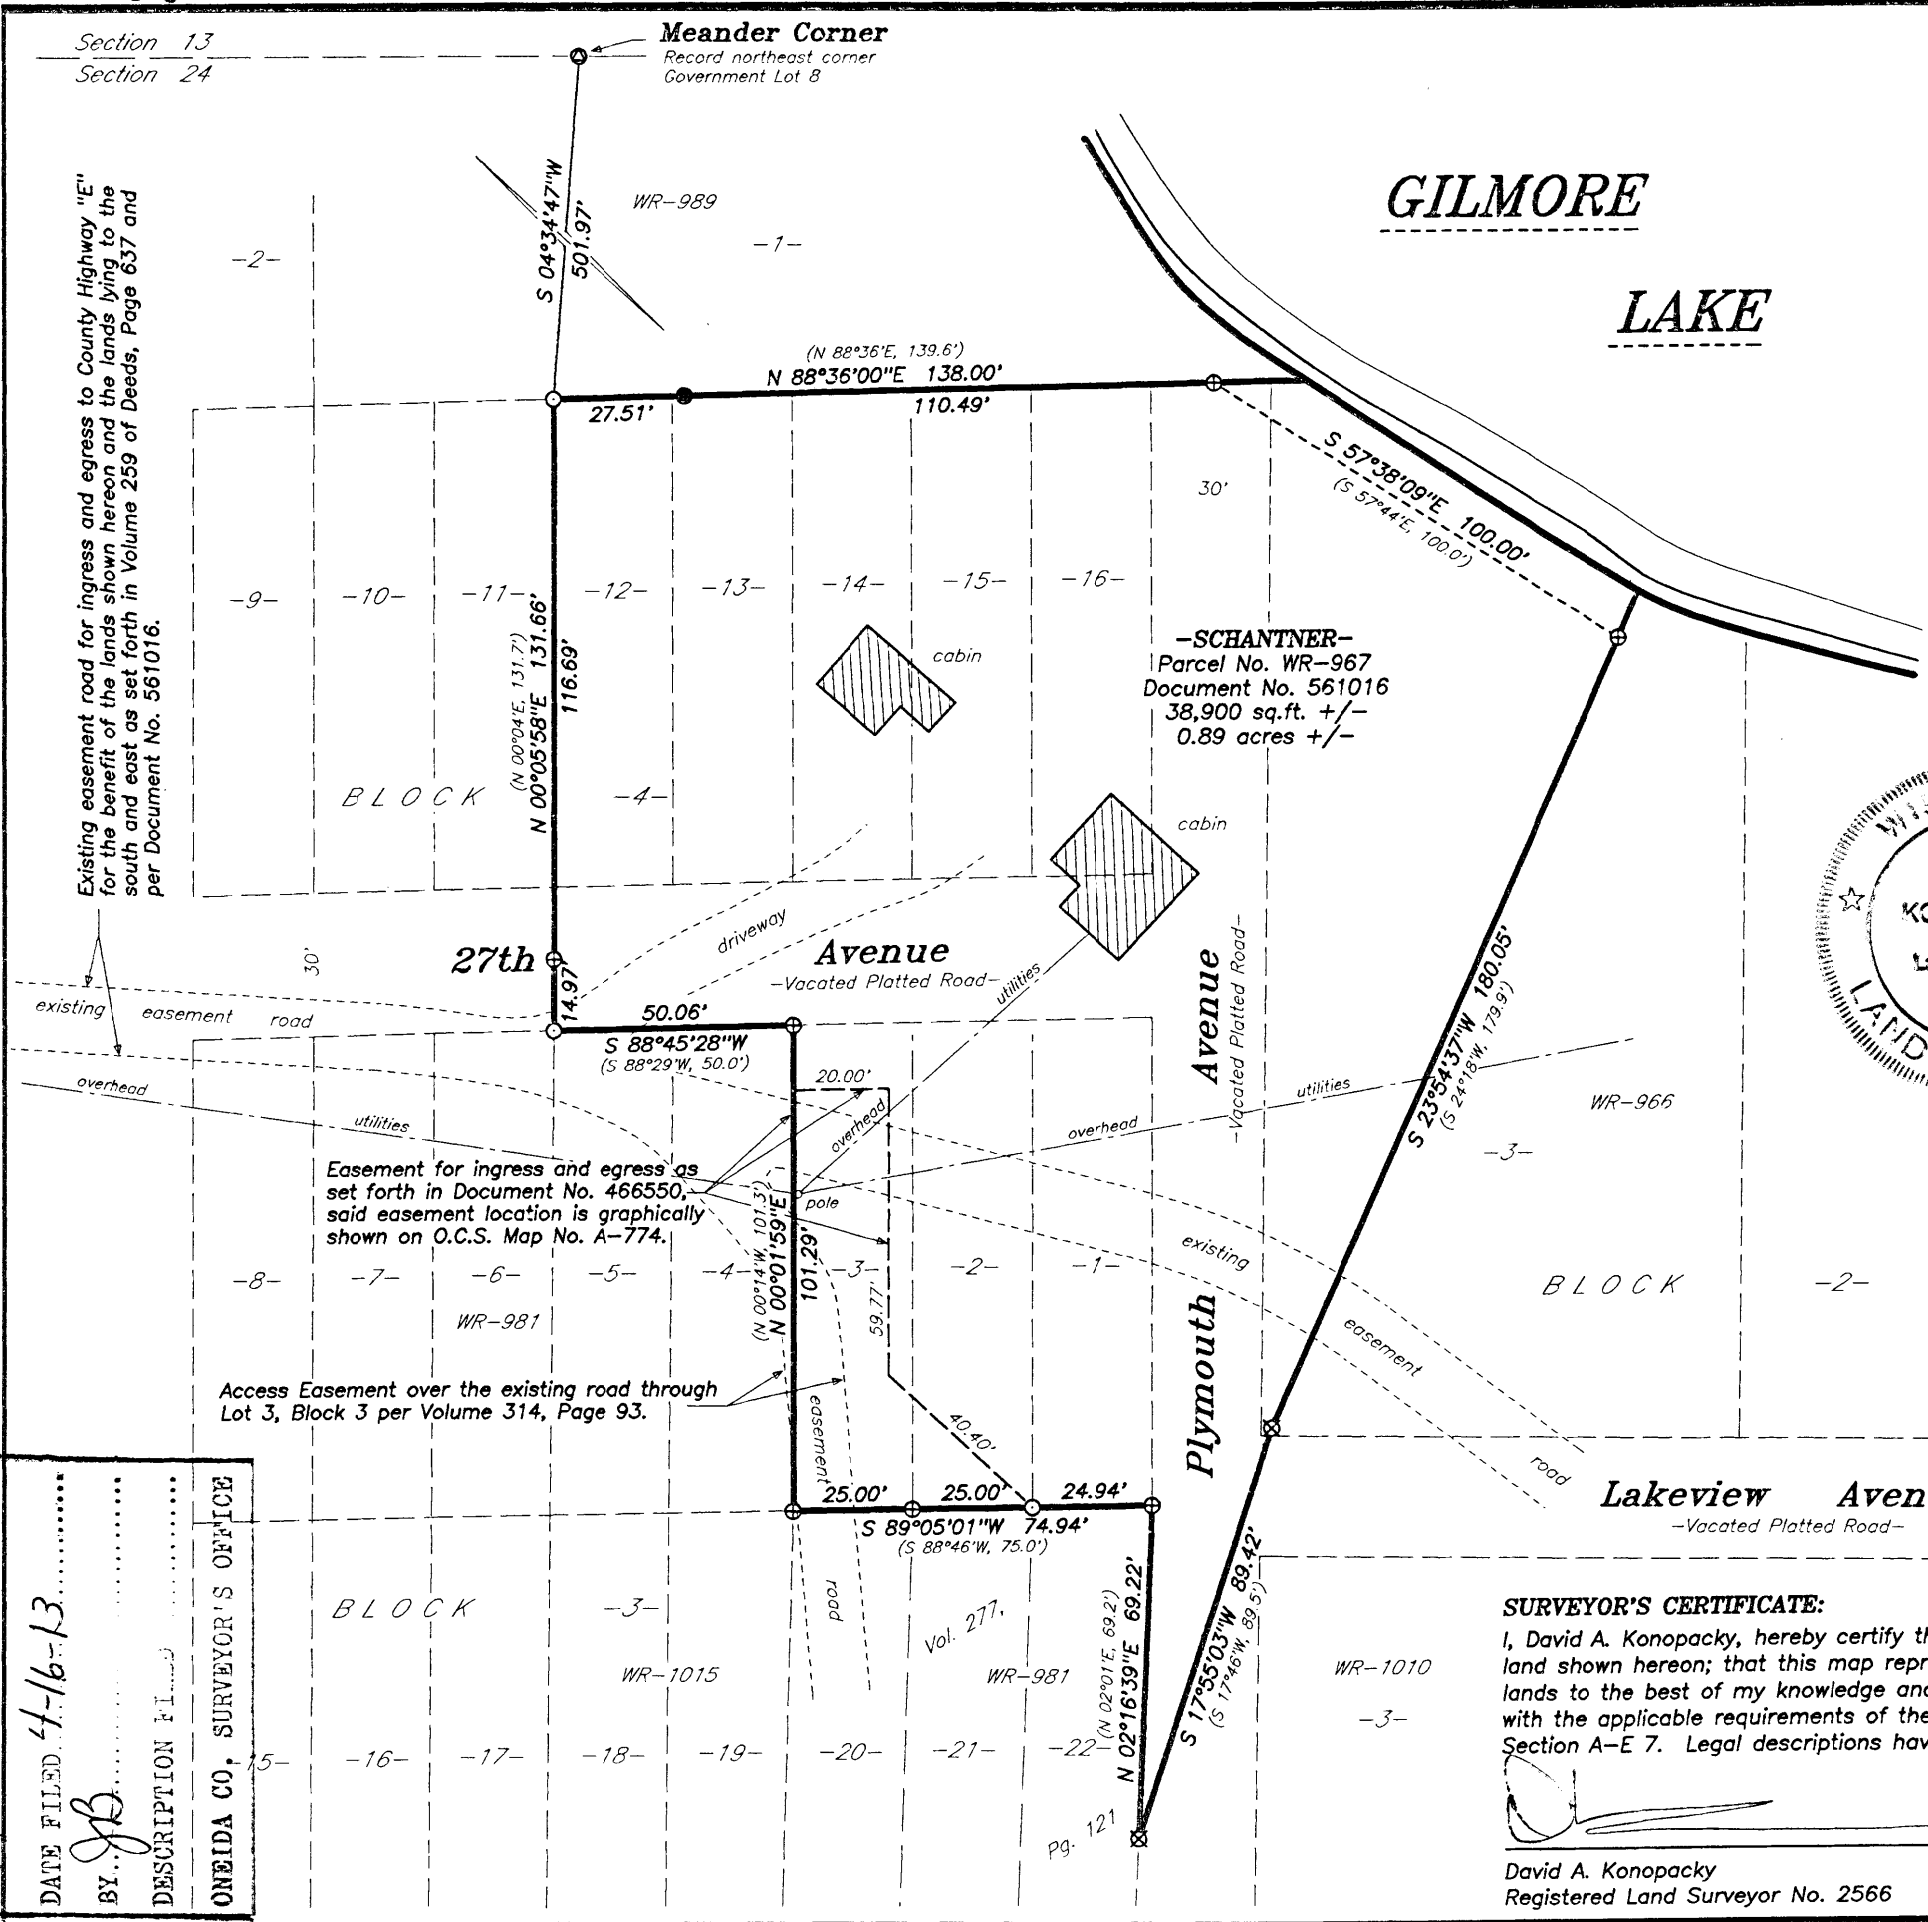 Section 13
Section 24
Meander Corner
Record northeast corner
Government Lot 8
GILMORE
LAKE
S 04°34'47"W
501.97'
WR-989
-1-
-2-
Existing easement road for ingress and egress to County Highway "E"
for the benefit of the lands shown hereon and the lands lying to the
south and east as set forth in Volume 259 of Deeds, Page 637 and
per Document No. 561016.
(N 88°36'E, 139.6')
N 88°36'00"E 138.00'
27.51'
110.49'
S 57°38'09"E 100.00'
(S 57°44'E, 100.0')
30'
-9-
-10-
-11-
-12-
-13-
-14-
-15-
-16-
(N 00°04'E, 131.7')
N 00°05'58"E 131.66'
116.69'
cabin
-SCHANTNER-
Parcel No. WR-967
Document No. 561016
38,900 sq.ft. +/-
0.89 acres +/-
BLOCK
-4-
cabin
driveway
27th
Avenue
-Vacated Platted Road-
30'
14.97'
existing easement road
50.06'
S 88°45'28"W
(S 88°29'W, 50.0')
utilities
overhead
Avenue
-Vacated Platted Road-
S 23°54'37"W 180.05'
(S 24°18'W, 179.9')
LAND
overhead
utilities
20.00'
overhead
utilities
WR-966
-3-
Easement for ingress and egress as
set forth in Document No. 466550,
said easement location is graphically
shown on O.C.S. Map No. A-774.
pole
(N 00°14'W, 101.3')
N 00°01'59"E
101.29'
59.77'
-8-
-7-
-6-
-5-
-4-
-3-
-2-
-1-
WR-981
existing
easement
road
BLOCK
-2-
Plymouth
Access Easement over the existing road through
Lot 3, Block 3 per Volume 314, Page 93.
easement
road
40.40'
25.00'
25.00'
24.94'
S 89°05'01"W 74.94'
(S 88°46'W, 75.0')
Lakeview Aven
-Vacated Platted Road-
DATE FILED 4-16-13
BY JB
DESCRIPTION
ONEIDA CO. SURVEYOR'S OFFICE
BLOCK
-3-
WR-1015
Vol. 277,
WR-981
Pg. 121
(N 02°01'E, 69.2')
N 02°16'39"E 69.22'
S 17°55'03"W 89.42'
(S 17°46'W, 89.5')
WR-1010
-3-
-15-
-16-
-17-
-18-
-19-
-20-
-21-
-22-
SURVEYOR'S CERTIFICATE:
I, David A. Konopacky, hereby certify th
land shown hereon; that this map repr
lands to the best of my knowledge and
with the applicable requirements of the
Section A-E 7. Legal descriptions hav
David A. Konopacky
Registered Land Surveyor No. 2566